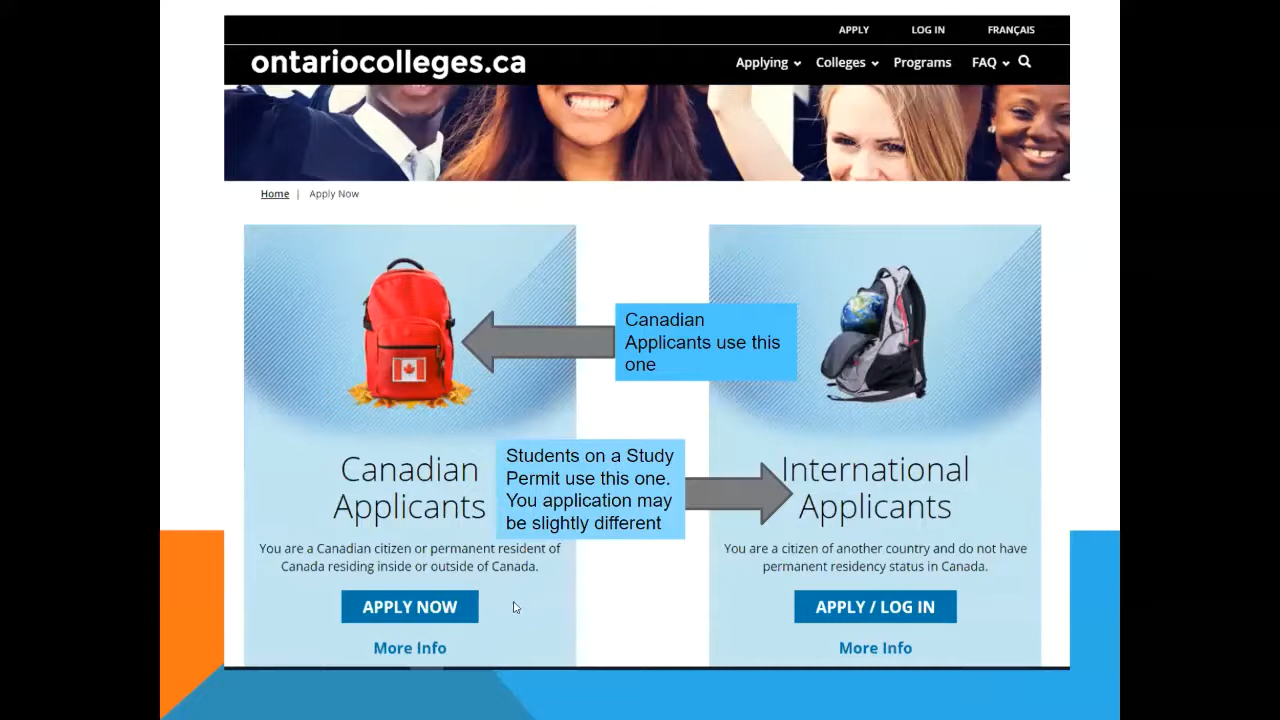 APPLY LOG IN FRANÇAIS
ontariocolleges.ca
Applying Colleges Programs FAQ
Home | Apply Now
Canadian
Applicants use this
one
Students on a Study
Permit use this one.
You application may
be slightly different
Canadian
Applicants
You are a Canadian citizen or permanent resident of
Canada residing inside or outside of Canada.
APPLY NOW
More Info
International
Applicants
You are a citizen of another country and do not have
permanent residency status in Canada.
APPLY / LOG IN
More Info